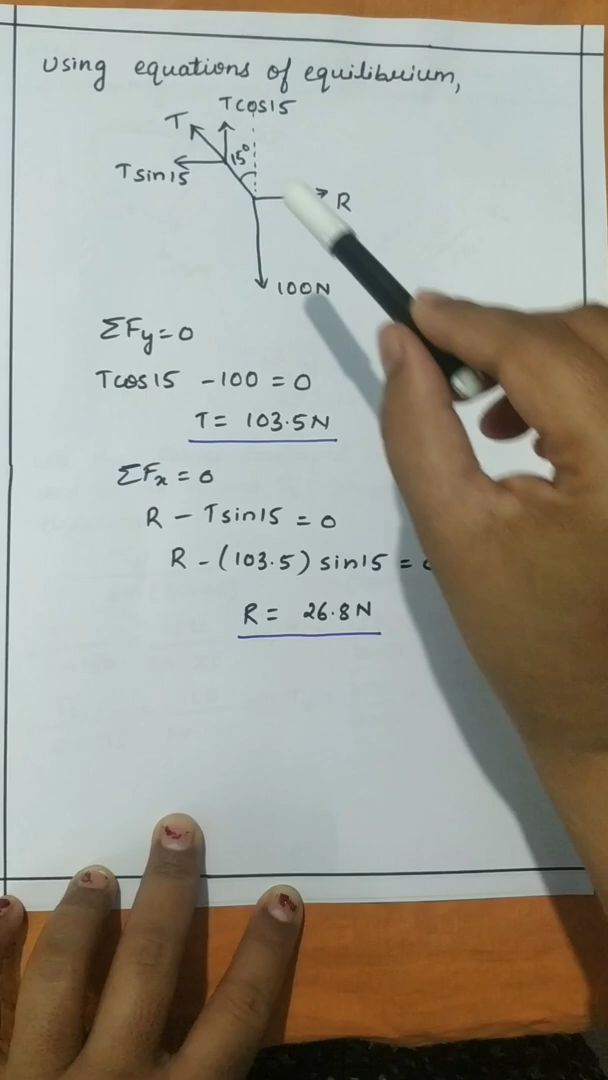 Using equations of equilibrium,
Tcos15
T
15°
Tsin15
R
100N
ΣFy=0
Tcos15 -100 = 0
T= 103.5N
ΣFx = 0
R - Tsin15 = 0
R - (103.5) sin15 =
R = 26.8N